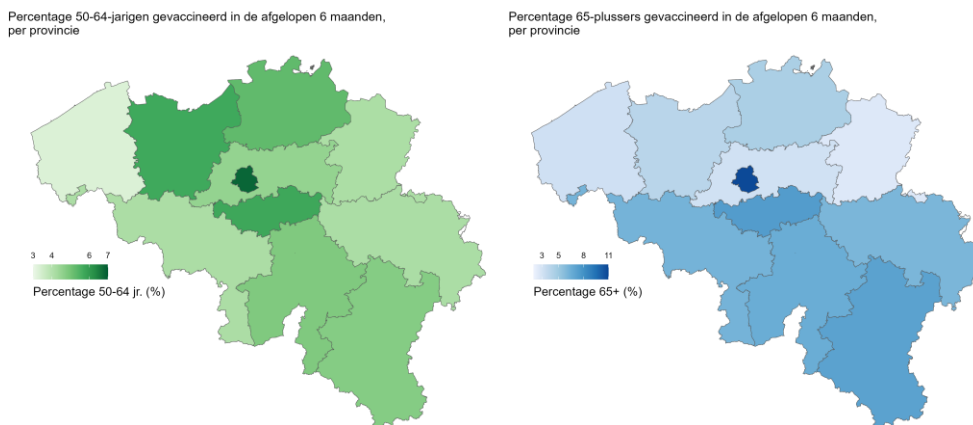 Percentage 50-64-jarigen gevaccineerd in de afgelopen 6 maanden,
per provincie
3 4 6 7
Percentage 50-64 jr. (%)
Percentage 65-plussers gevaccineerd in de afgelopen 6 maanden,
per provincie
3 5 8 11
Percentage 65+ (%)